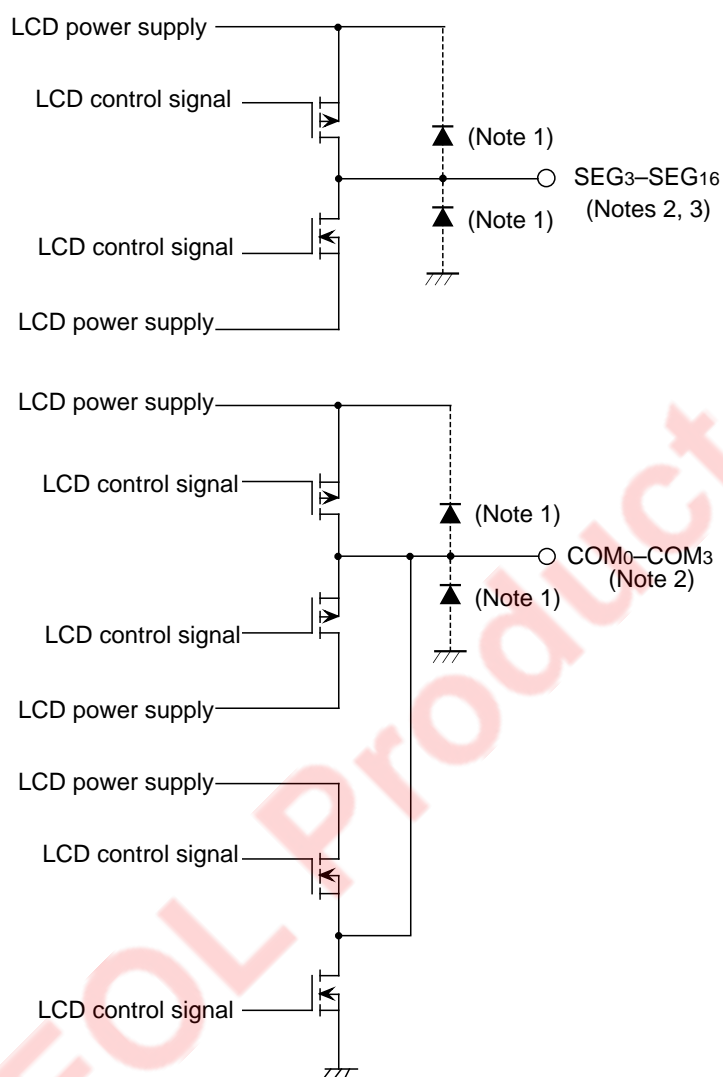 LCD power supply
LCD control signal
(Note 1)
SEG3–SEG16
(Notes 2, 3)
(Note 1)
LCD control signal
LCD power supply
LCD power supply
LCD control signal
(Note 1)
COM0–COM3
(Note 2)
(Note 1)
LCD control signal
LCD power supply
LCD power supply
LCD control signal
LCD control signal
EOL Product